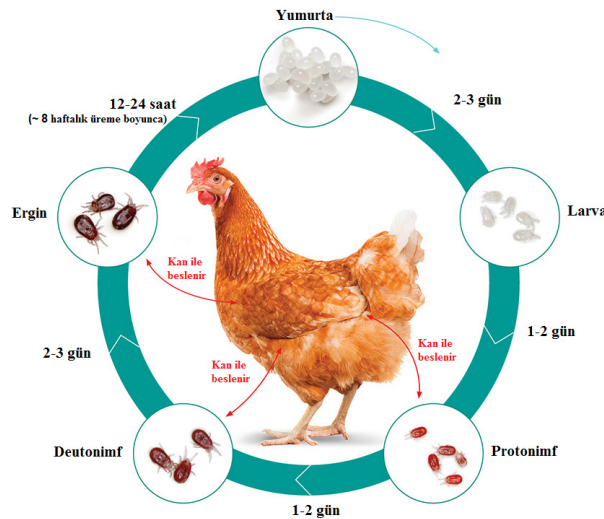 Yumurta
2-3 gün
12-24 saat
(~ 8 haftalık üreme boyunca)
Ergin
Larva
Kan ile
beslenir
1-2 gün
Kan ile
beslenir
2-3 gün
Kan ile
beslenir
Deutonimf
Protonimf
1-2 gün